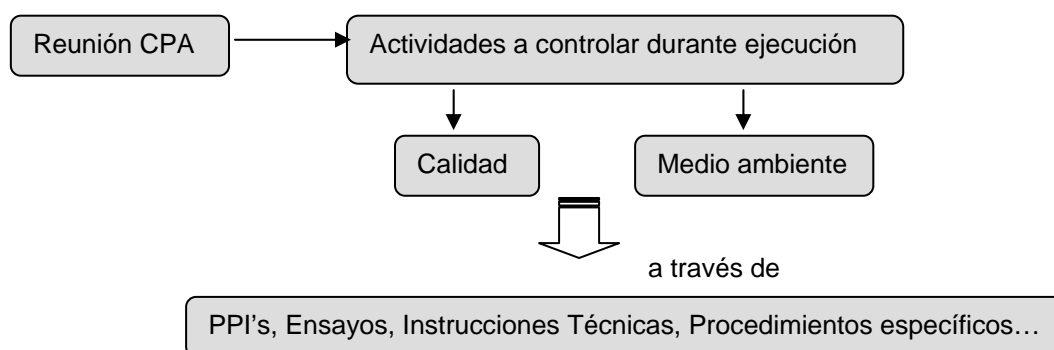 Reunión CPA
Actividades a controlar durante ejecución
Calidad
Medio ambiente
a través de
PPI’s, Ensayos, Instrucciones Técnicas, Procedimientos específicos…